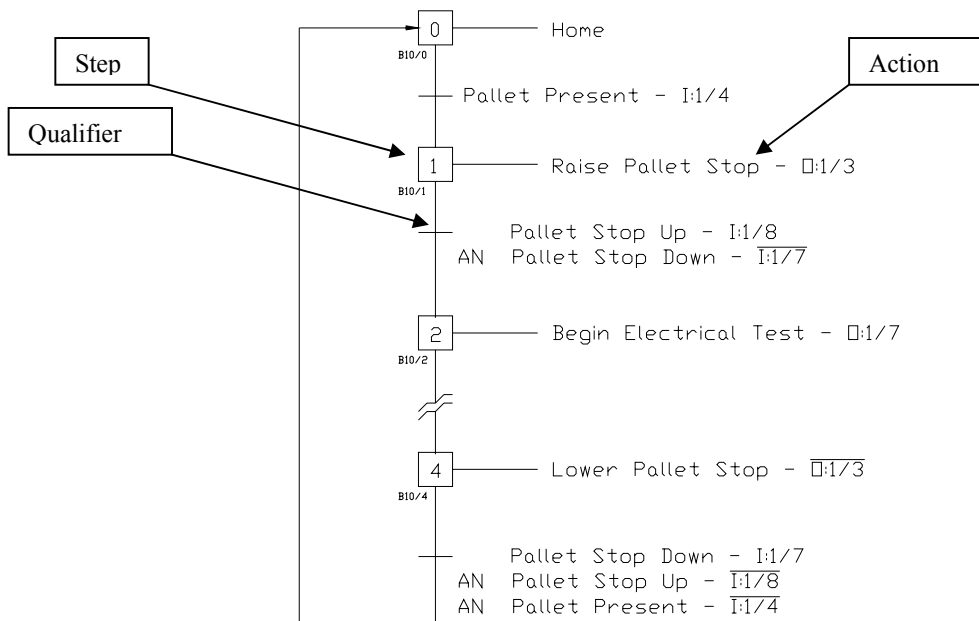 0 Home
B10/0
Step
Action
Pallet Present - I:1/4
Qualifier
1 Raise Pallet Stop - O:1/3
B10/1
Pallet Stop Up - I:1/8
AN Pallet Stop Down - I:1/7
2 Begin Electrical Test - O:1/7
B10/2
4 Lower Pallet Stop - O:1/3
B10/4
Pallet Stop Down - I:1/7
AN Pallet Stop Up - I:1/8
AN Pallet Present - I:1/4